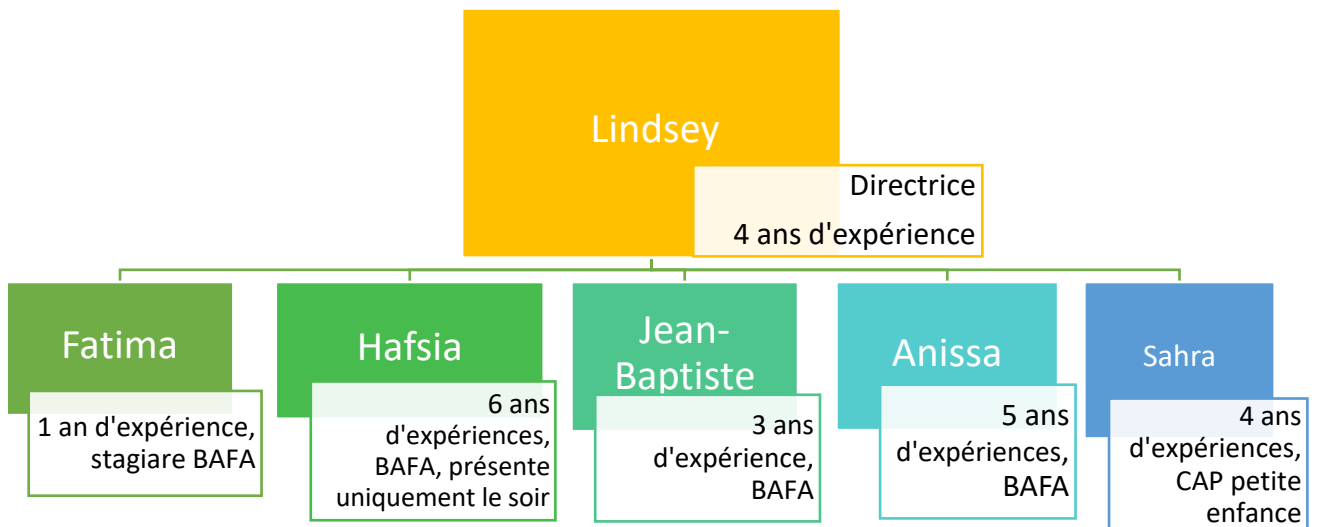 Lindsey
Directrice
4 ans d'expérience
Fatima
1 an d'expérience,
stagiare BAFA
Hafsia
6 ans
d'expériences,
BAFA, présente
uniquement le soir
Jean-
Baptiste
3 ans
d'expérience,
BAFA
Anissa
5 ans
d'expériences,
BAFA
Sahra
4 ans
d'expériences,
CAP petite
enfance